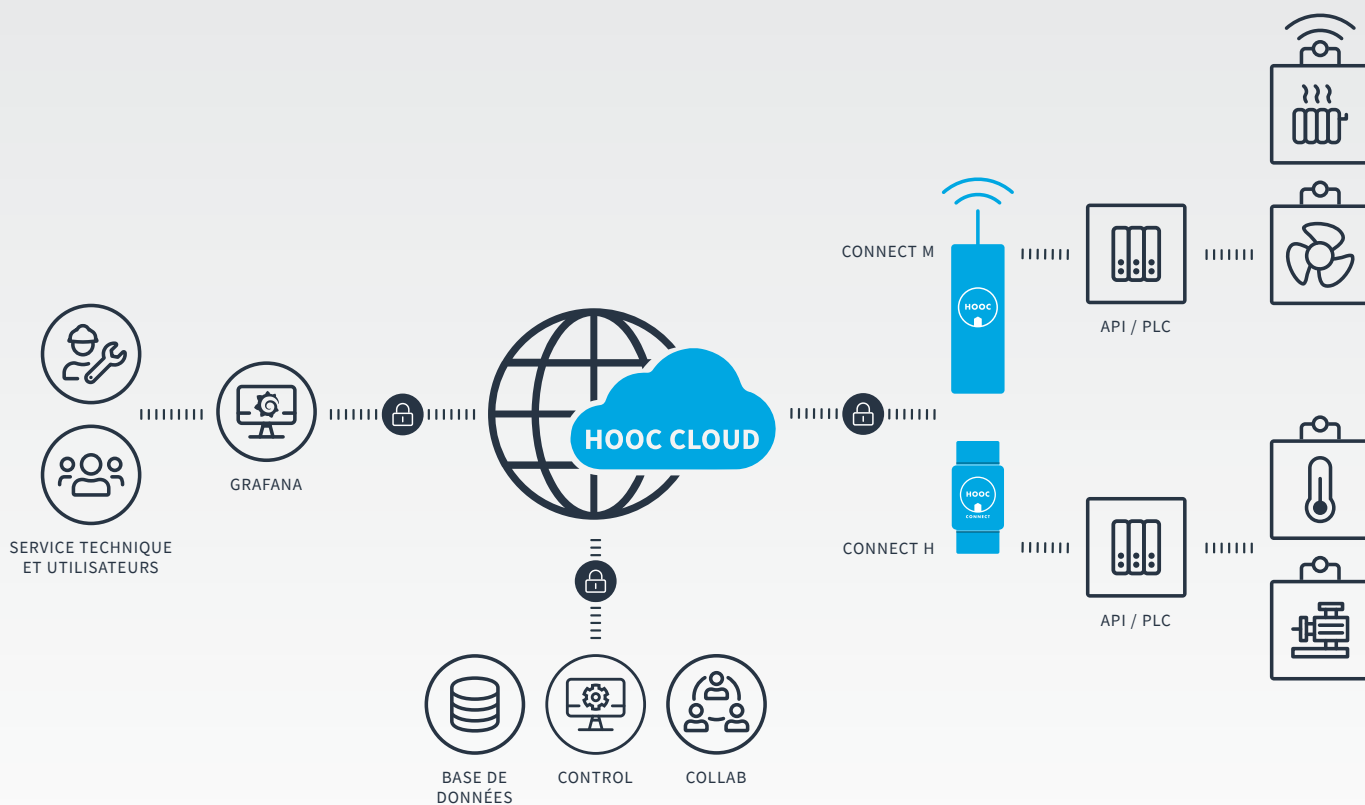 CONNECT M
HOOC
API / PLC
HOOC CLOUD
GRAFANA
HOOC
CONNECT
SERVICE TECHNIQUE
ET UTILISATEURS
CONNECT H
API / PLC
BASE DE
DONNÉES
CONTROL
COLLAB